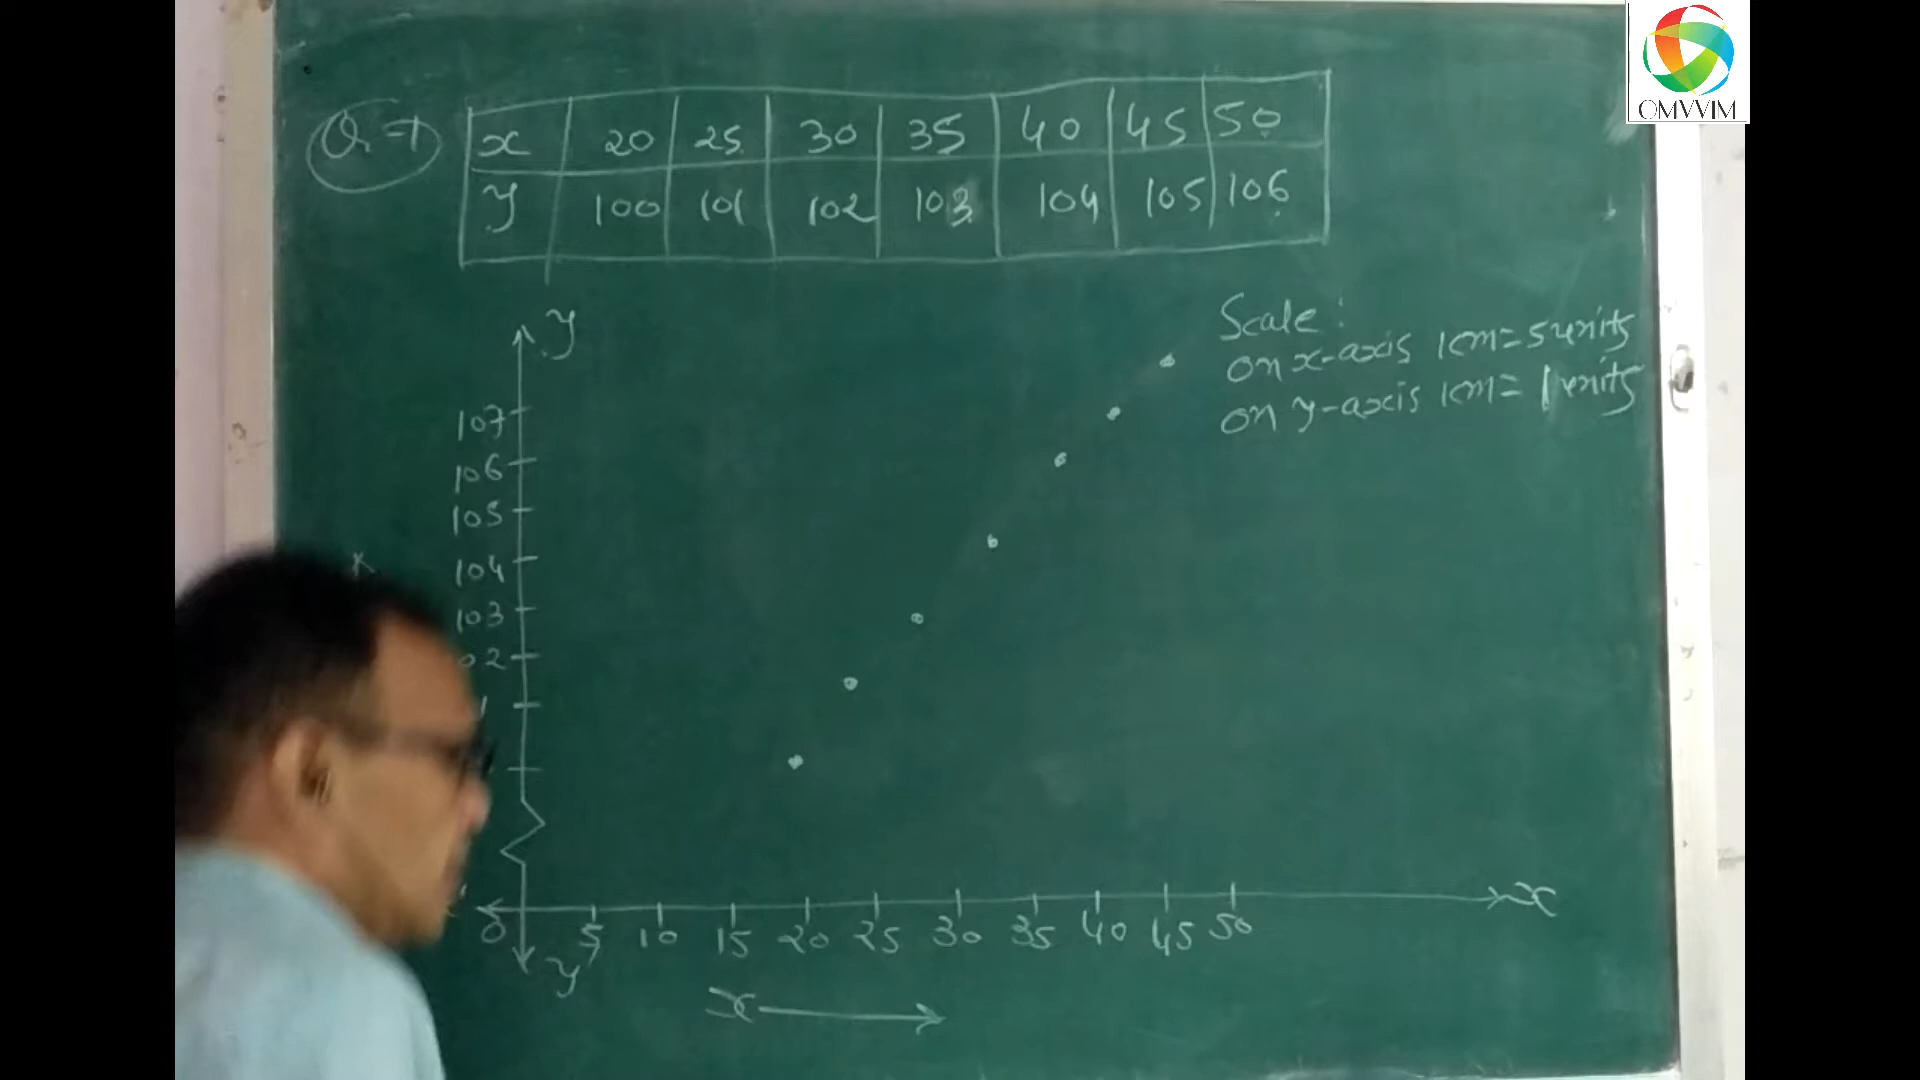 OMVVIM
Q.-1
x 20 25 30 35 40 45 50
y 100 101 102 103 104 105 106
y
Scale:
on x-axis 1cm=5units
on y-axis 1cm=1units
107
106
105
104
103
02
1
x
0 5 10 15 20 25 30 35 40 45 50
y'
x